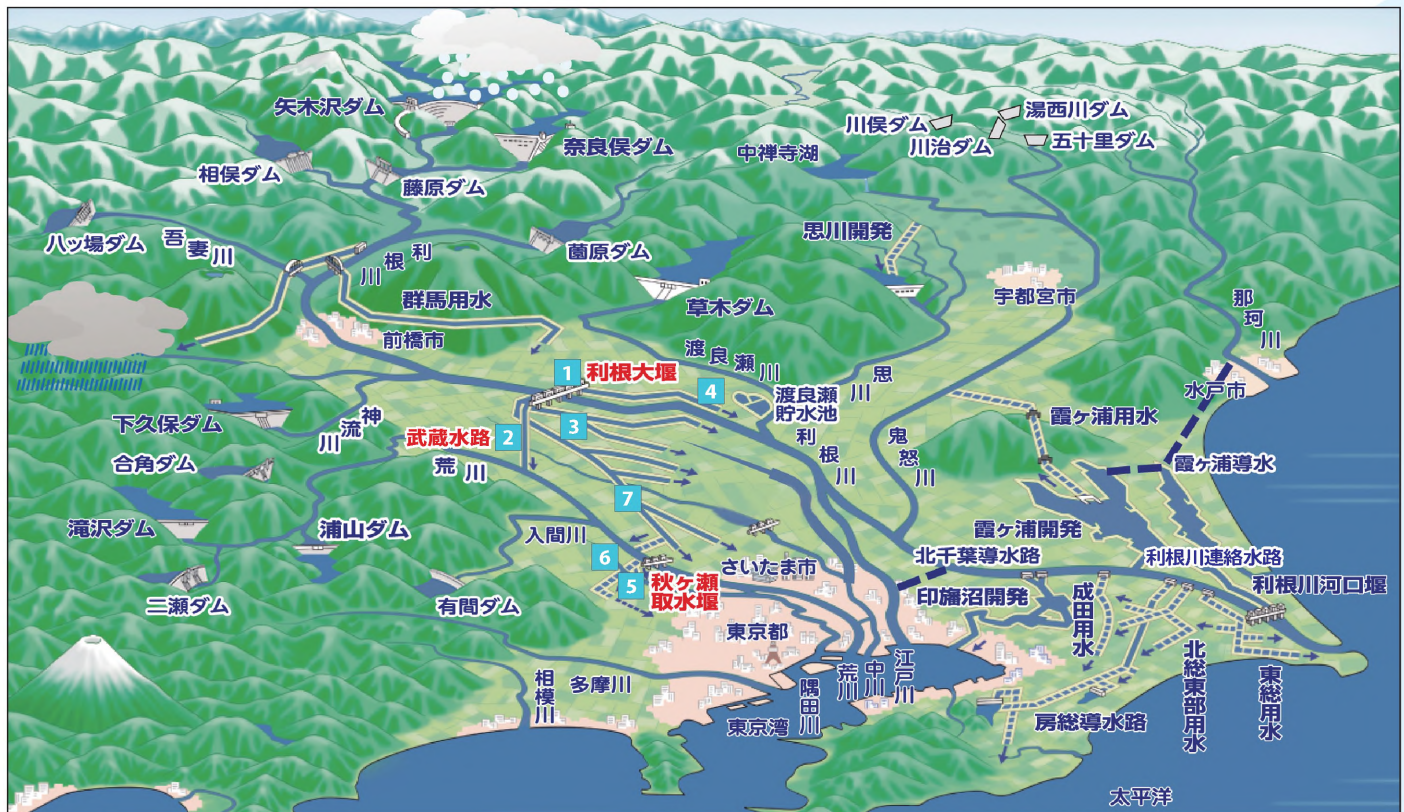 矢木沢ダム
奈良俣ダム
川俣ダム
湯西川ダム
川治ダム
五十里ダム
中禅寺湖
相俣ダム
藤原ダム
八ッ場ダム
吾妻川
利根川
薗原ダム
思川開発
群馬用水
草木ダム
宇都宮市
那珂川
前橋市
渡良瀬川
1
利根大堰
4
渡良瀬
貯水池
思川
水戸市
下久保ダム
神流川
武蔵水路
2
3
利根川
鬼怒川
霞ヶ浦用水
荒川
合角ダム
霞ヶ浦導水
7
滝沢ダム
浦山ダム
入間川
霞ヶ浦開発
6
さいたま市
北千葉導水路
利根川連絡水路
5
秋ヶ瀬
取水堰
利根川河口堰
二瀬ダム
有間ダム
印旛沼開発
成田用水
東京都
北総東部用水
東総用水
相模川
多摩川
隅田川
荒川
中川
江戸川
東京湾
房総導水路
太平洋